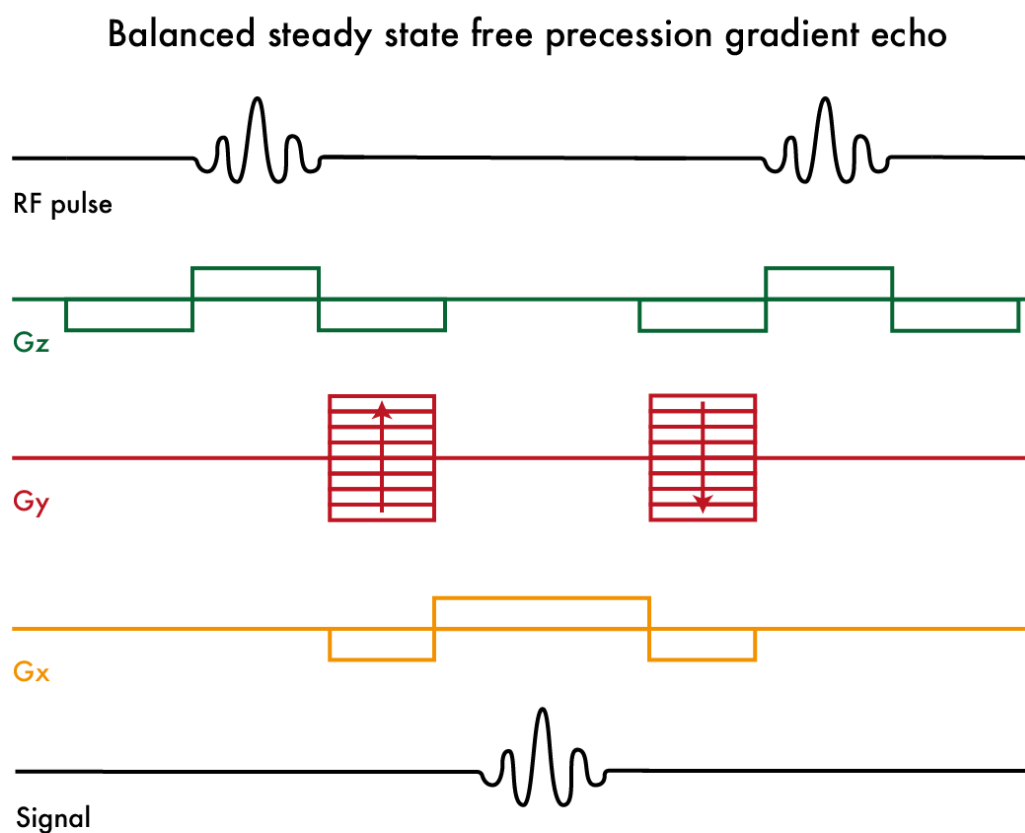 Balanced steady state free precession gradient echo
RF pulse
Gz
Gy
Gx
Signal